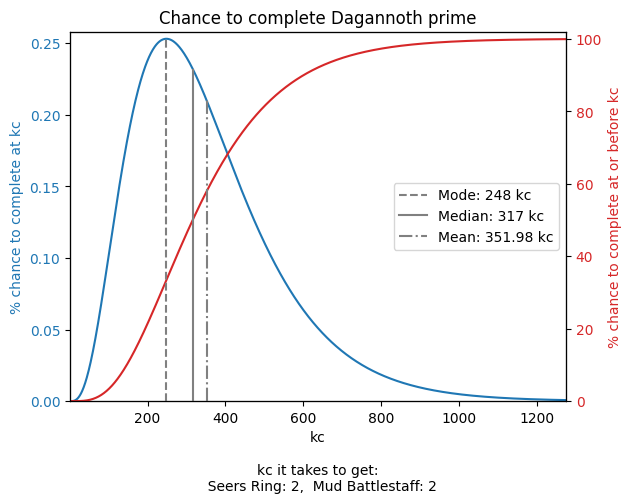 Chance to complete Dagannoth prime
% chance to complete at kc
0.25
0.20
0.15
0.10
0.05
0.00
% chance to complete at or before kc
100
80
60
40
20
0
Mode: 248 kc
Median: 317 kc
Mean: 351.98 kc
200 400 600 800 1000 1200
kc
kc it takes to get:
Seers Ring: 2, Mud Battlestaff: 2